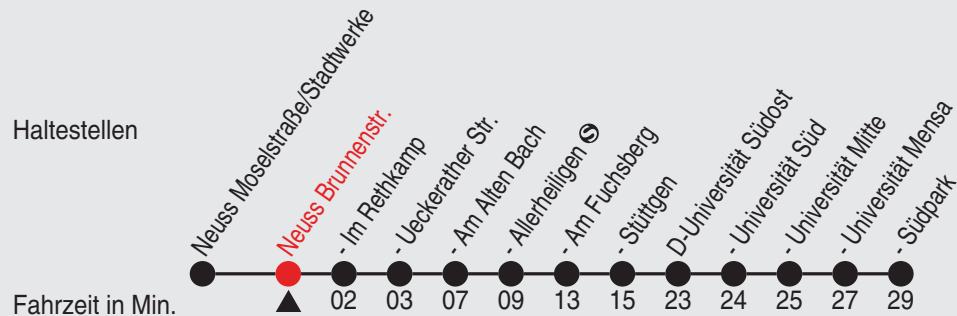 Haltestellen
Neuss Moselstraße/Stadtwerke
Neuss Brunnenstr.
- Im Rethkamp
- Ueckerather Str.
- Am Alten Bach
- Allerheiligen Ⓢ
- Am Fuchsberg
- Stüttgen
D-Universität Südost
- Universität Süd
- Universität Mitte
- Universität Mensa
- Südpark
Fahrzeit in Min. 02 03 07 09 13 15 23 24 25 27 29